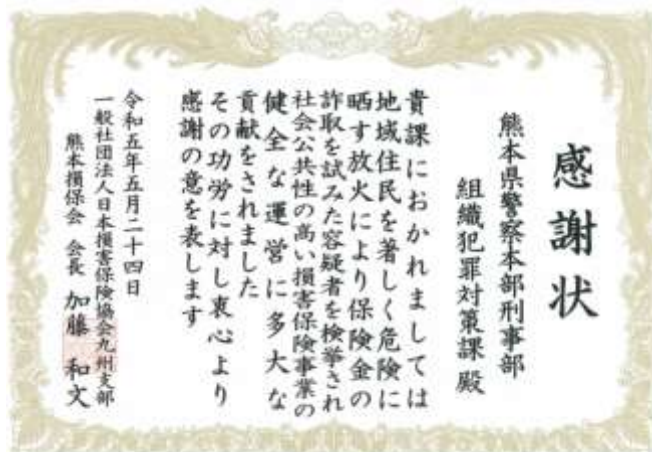 感謝状
熊本県警察本部刑事部
組織犯罪対策課殿
貴課におかれましては
地域住民を著しく危険に
晒す放火により保険金の
詐取を試みた容疑者を検挙され
社会公共性の高い損害保険事業の
健全な運営に多大な
貢献をされました
その功労に対し衷心より
感謝の意を表します
令和五年五月二十四日
一般社団法人日本損害保険協会九州支部
熊本損保会 会長 加藤 和文